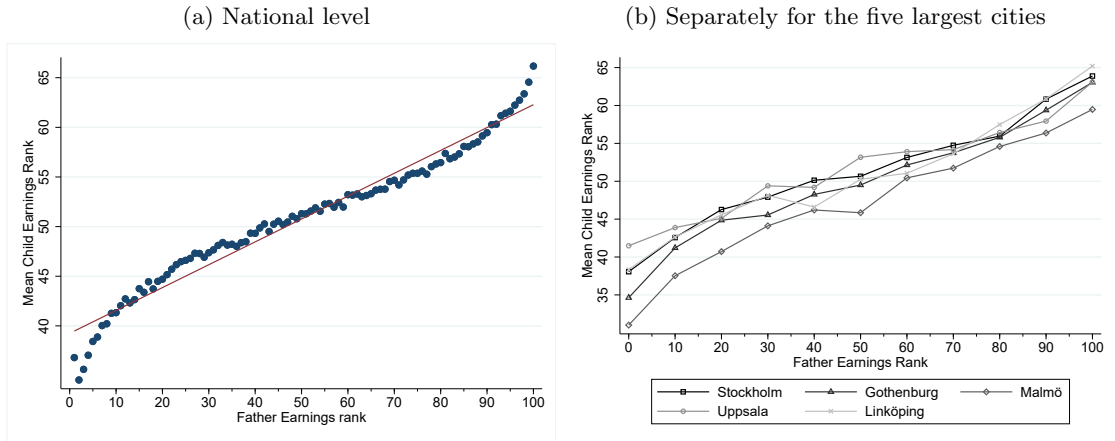 (a) National level
Mean Child Earnings Rank
65
60
55
50
45
40
0 10 20 30 40 50 60 70 80 90 100
Father Earnings rank
(b) Separately for the five largest cities
Mean Child Earnings Rank
65
60
55
50
45
40
35
0 10 20 30 40 50 60 70 80 90 100
Father Earnings Rank
Stockholm Gothenburg Malmö
Uppsala Linköping